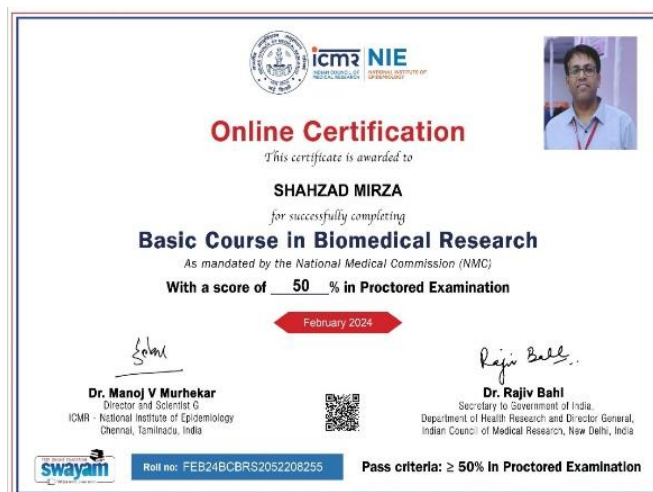 icmr NIE
INDIAN COUNCIL OF MEDICAL RESEARCH
NATIONAL INSTITUTE OF EPIDEMIOLOGY
Online Certification
This certificate is awarded to
SHAHZAD MIRZA
for successfully completing
Basic Course in Biomedical Research
As mandated by the National Medical Commission (NMC)
With a score of 50 % in Proctored Examination
February 2024
Rajiv Bahl
Dr. Manoj V Murhekar
Director and Scientist G
ICMR - National Institute of Epidemiology
Chennai, Tamilnadu, India
Dr. Rajiv Bahl
Secretary to Government of India,
Department of Health Research and Director General,
Indian Council of Medical Research, New Delhi, India
swayam
Roll no: FEB24BCBRS2052208255
Pass criteria: ≥ 50% in Proctored Examination